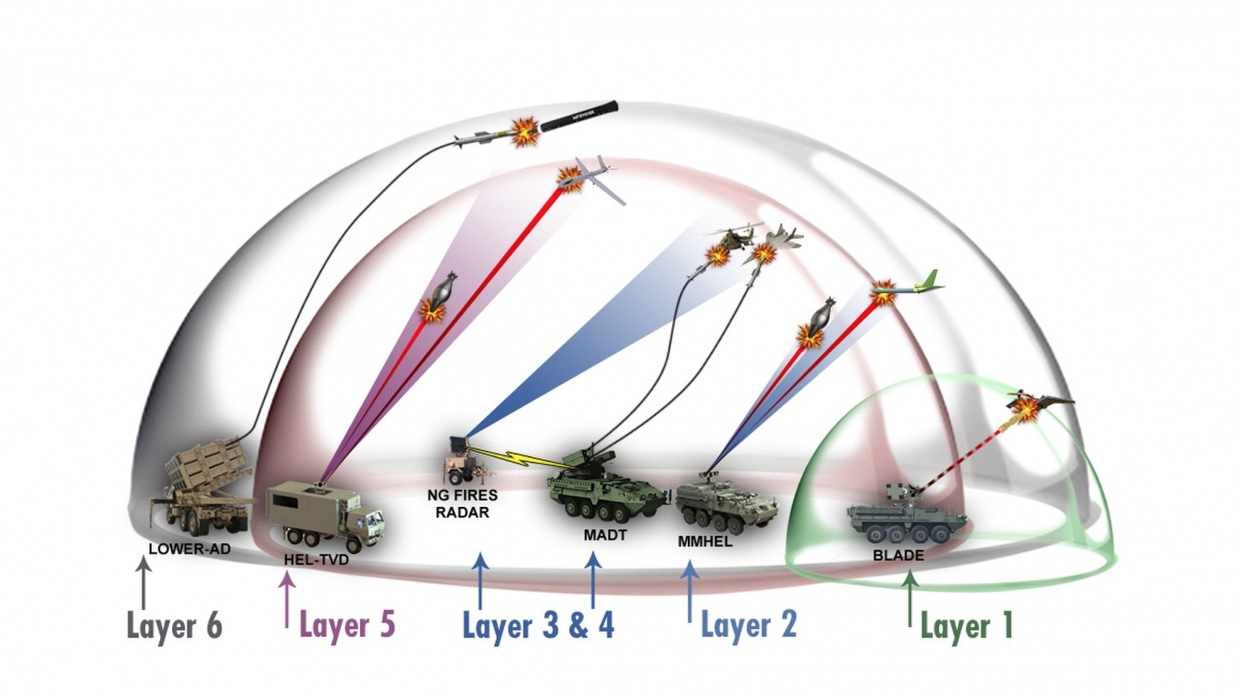 LOWER-AD
HEL-TVD
NG FIRES
RADAR
MADT
MMHEL
BLADE
Layer 6
Layer 5
Layer 3 & 4
Layer 2
Layer 1